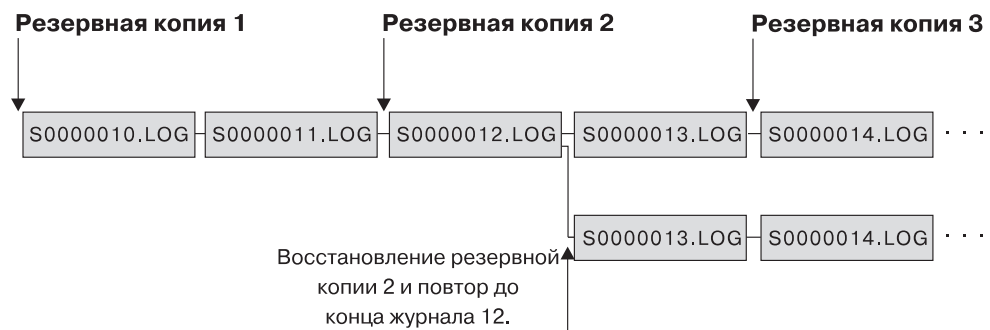 Резервная копия 1 Резервная копия 2 Резервная копия 3
S0000010.LOG S0000011.LOG S0000012.LOG S0000013.LOG S0000014.LOG . . .
S0000013.LOG S0000014.LOG . . .
Восстановление резервной
копии 2 и повтор до
конца журнала 12.